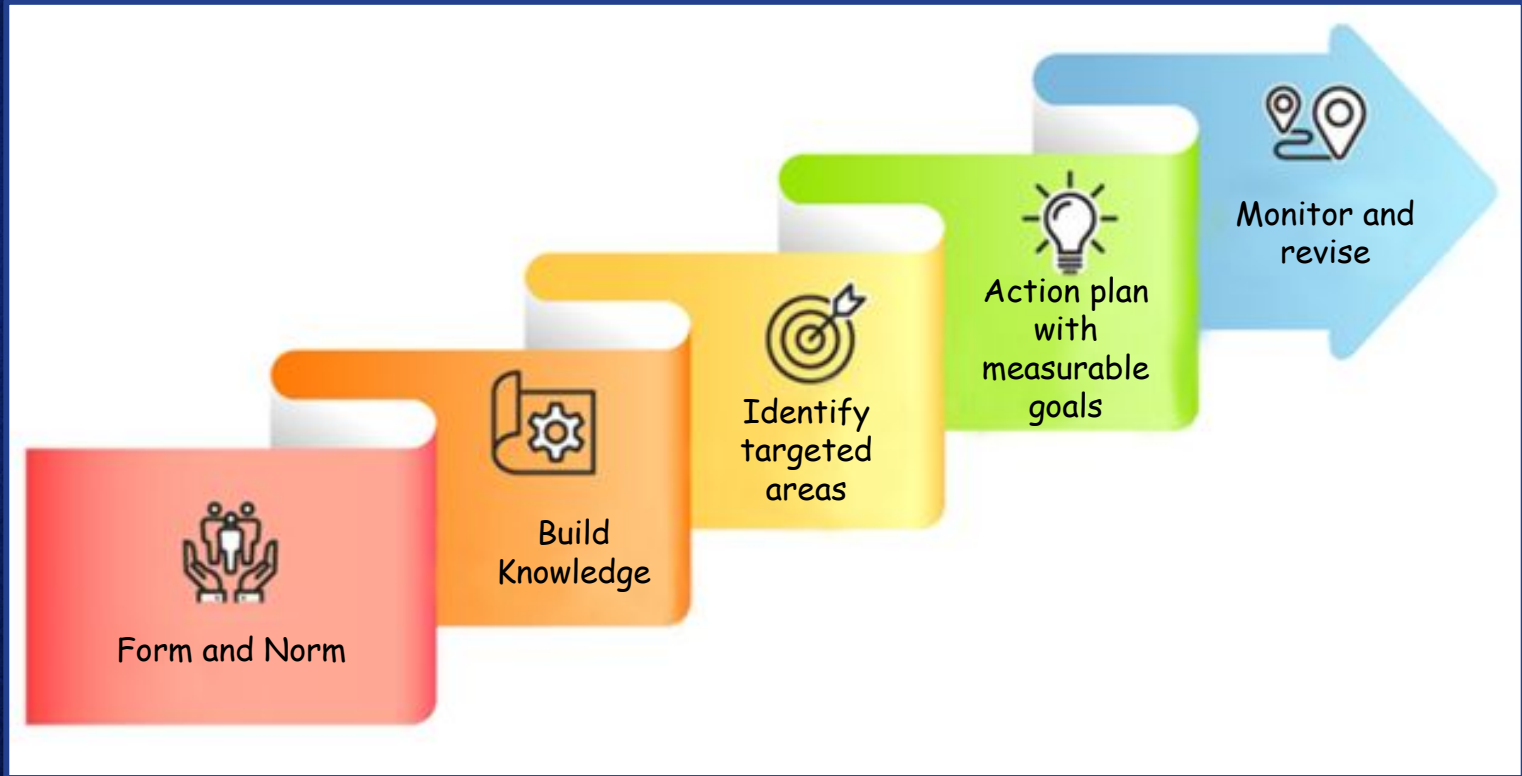 Form and Norm
Build
Knowledge
Identify
targeted
areas
Action plan
with
measurable
goals
Monitor and
revise